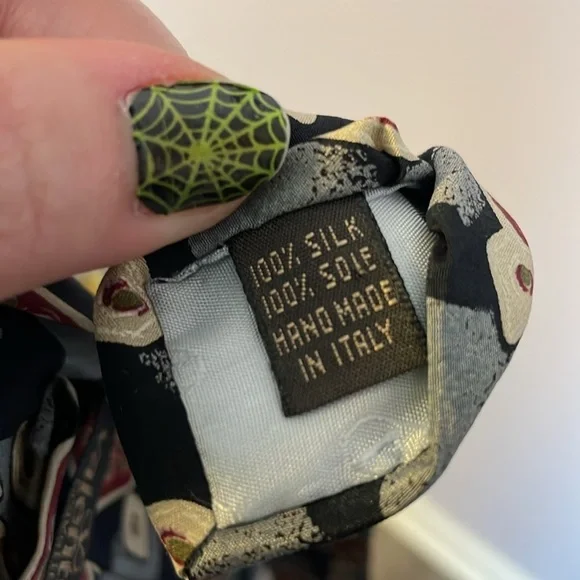 100% SILK
100% SOIE
HAND MADE
IN ITALY